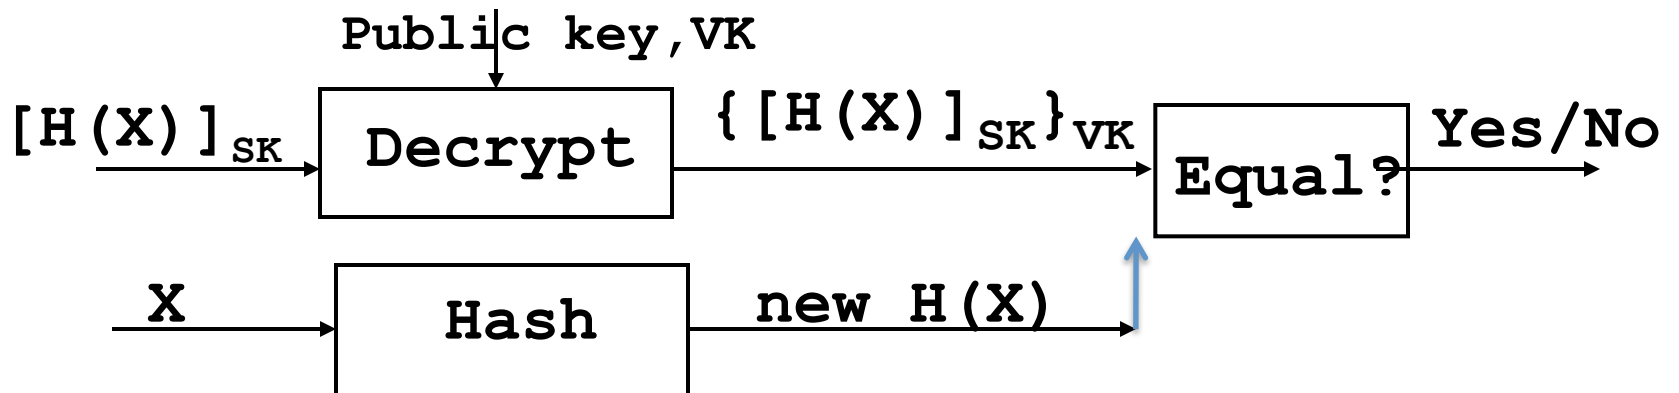 Public key,VK
[H(X)]SK
Decrypt
{[H(X)]SK}VK
Equal?
Yes/No
X
Hash
new H(X)